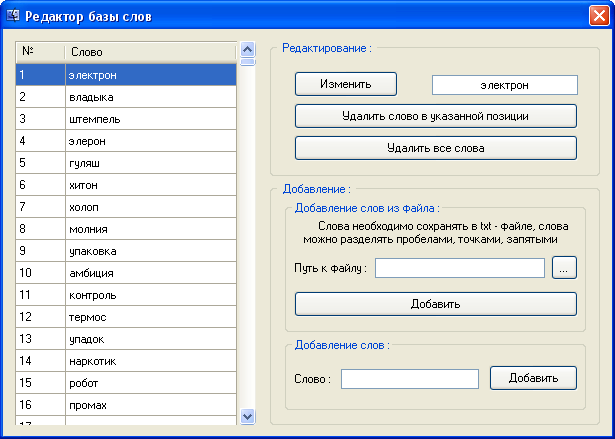 Редактор базы слов
№ Слово
1 электрон
2 владыка
3 штемпель
4 элерон
5 гуляш
6 хитон
7 холоп
8 молния
9 упаковка
10 амбиция
11 контроль
12 термос
13 упадок
14 наркотик
15 робот
16 промах
Редактирование :
Изменить электрон
Удалить слово в указанной позиции
Удалить все слова
Добавление :
Добавление слов из файла :
Слова необходимо сохранять в txt - файле, слова
можно разделять пробелами, точками, запятыми
Путь к файлу : ...
Добавить
Добавление слов :
Слово : Добавить